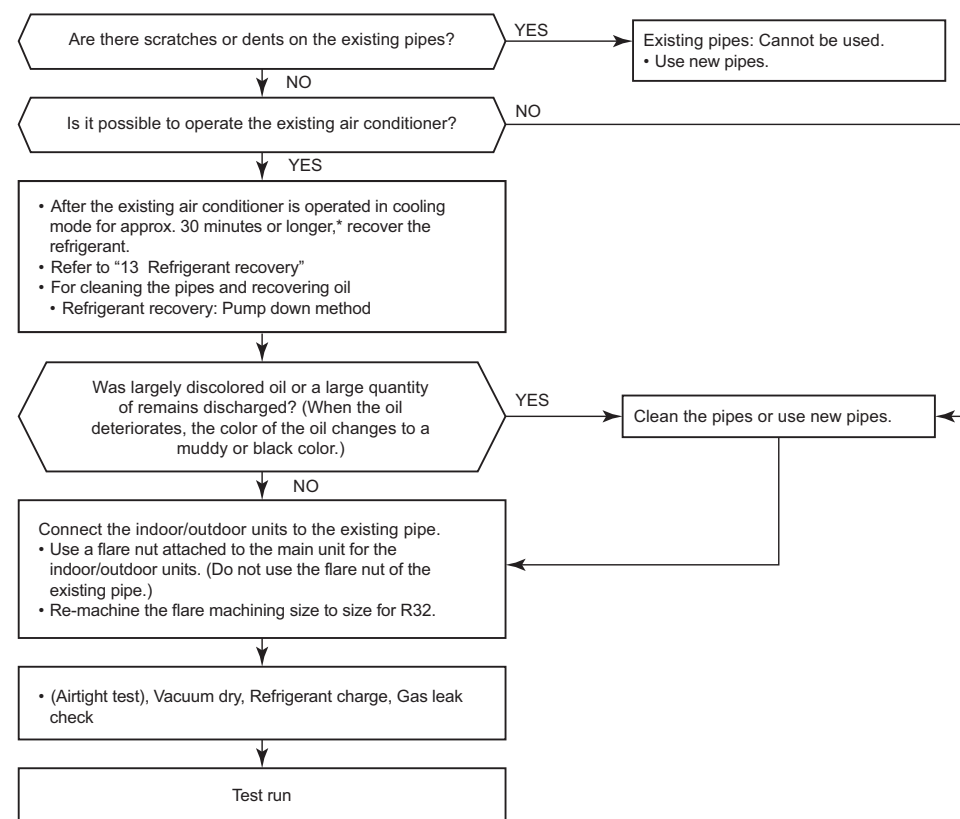 Are there scratches or dents on the existing pipes?
YES
Existing pipes: Cannot be used.
• Use new pipes.
NO
Is it possible to operate the existing air conditioner?
NO
YES
• After the existing air conditioner is operated in cooling
mode for approx. 30 minutes or longer,* recover the
refrigerant.
• Refer to “13 Refrigerant recovery”
• For cleaning the pipes and recovering oil
• Refrigerant recovery: Pump down method
Was largely discolored oil or a large quantity
of remains discharged? (When the oil
deteriorates, the color of the oil changes to a
muddy or black color.)
YES
Clean the pipes or use new pipes.
NO
Connect the indoor/outdoor units to the existing pipe.
• Use a flare nut attached to the main unit for the
indoor/outdoor units. (Do not use the flare nut of the
existing pipe.)
• Re-machine the flare machining size to size for R32.
• (Airtight test), Vacuum dry, Refrigerant charge, Gas leak
check
Test run